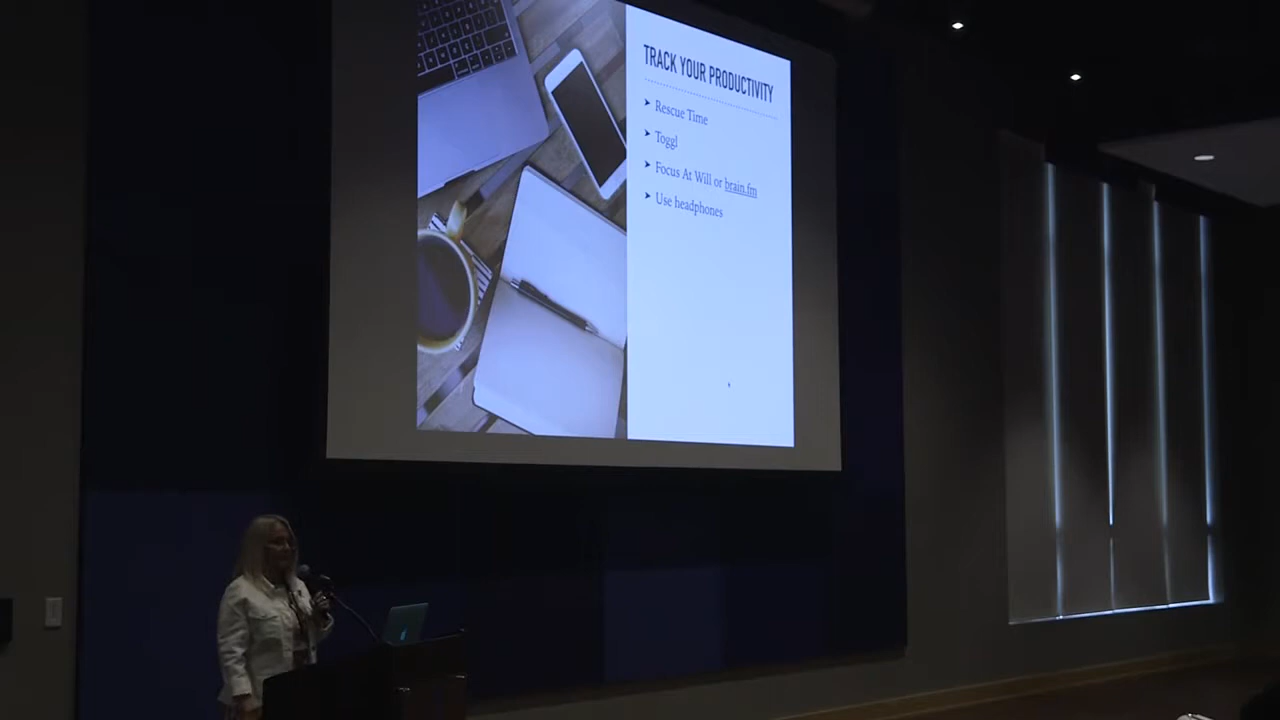 TRACK YOUR PRODUCTIVITY
➤ Rescue Time
➤ Toggl
➤ Focus At Will or brain.fm
➤ Use headphones